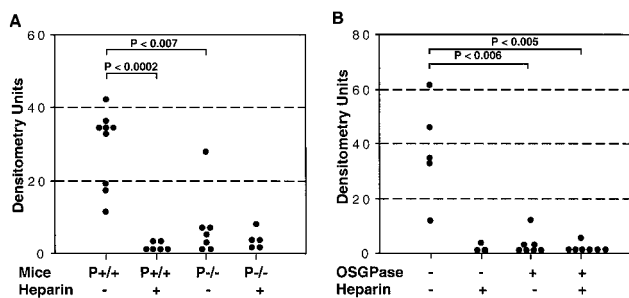 A
Densitometry Units
60
40
20
0
P < 0.007
P < 0.0002
Mice P+/+ P+/+ P-/- P-/-
Heparin - + - +
B
Densitometry Units
80
60
40
20
0
P < 0.005
P < 0.006
OSGPase - - + +
Heparin - + - +